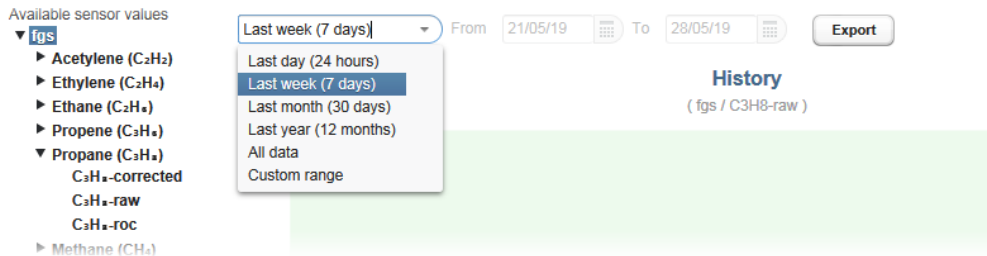 Available sensor values
▼ fgs
▶ Acetylene (C₂H₂)
▶ Ethylene (C₂H₄)
▶ Ethane (C₂H₆)
▶ Propene (C₃H₆)
▼ Propane (C₃H₈)
C₃H₈-corrected
C₃H₈-raw
C₃H₈-roc
▶ Methane (CH₄)
Last week (7 days)
From 21/05/19 To 28/05/19
Export
Last day (24 hours)
Last week (7 days)
Last month (30 days)
Last year (12 months)
All data
Custom range
History
( fgs / C3H8-raw )